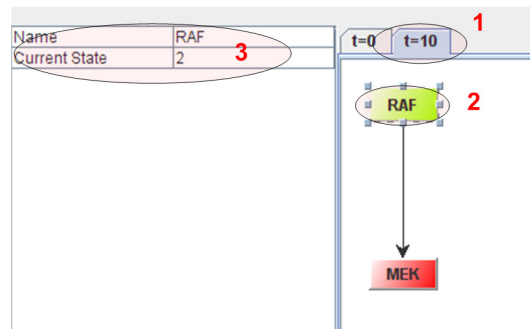 1
Name RAF
Current State 2
3
t=0 t=10
RAF
2
MEK